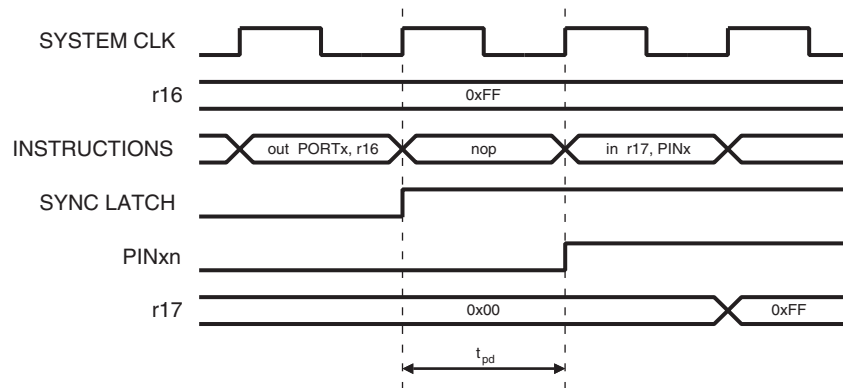 SYSTEM CLK
r16
0xFF
INSTRUCTIONS
out PORTx, r16
nop
in r17, PINx
SYNC LATCH
PINxn
r17
0x00
0xFF
tpd